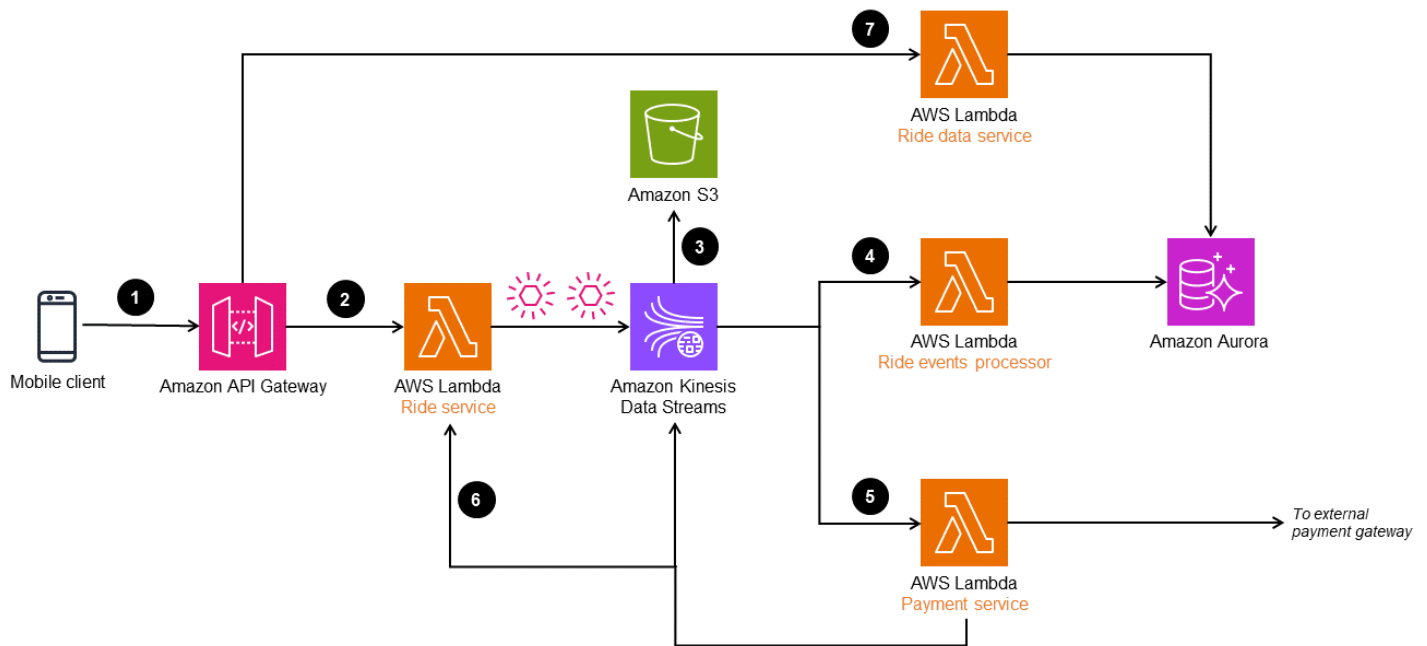 7
AWS Lambda
Ride data service
Amazon S3
3
4
1
2
Mobile client
Amazon API Gateway
AWS Lambda
Ride service
Amazon Kinesis
Data Streams
AWS Lambda
Ride events processor
Amazon Aurora
6
5
To external
payment gateway
AWS Lambda
Payment service